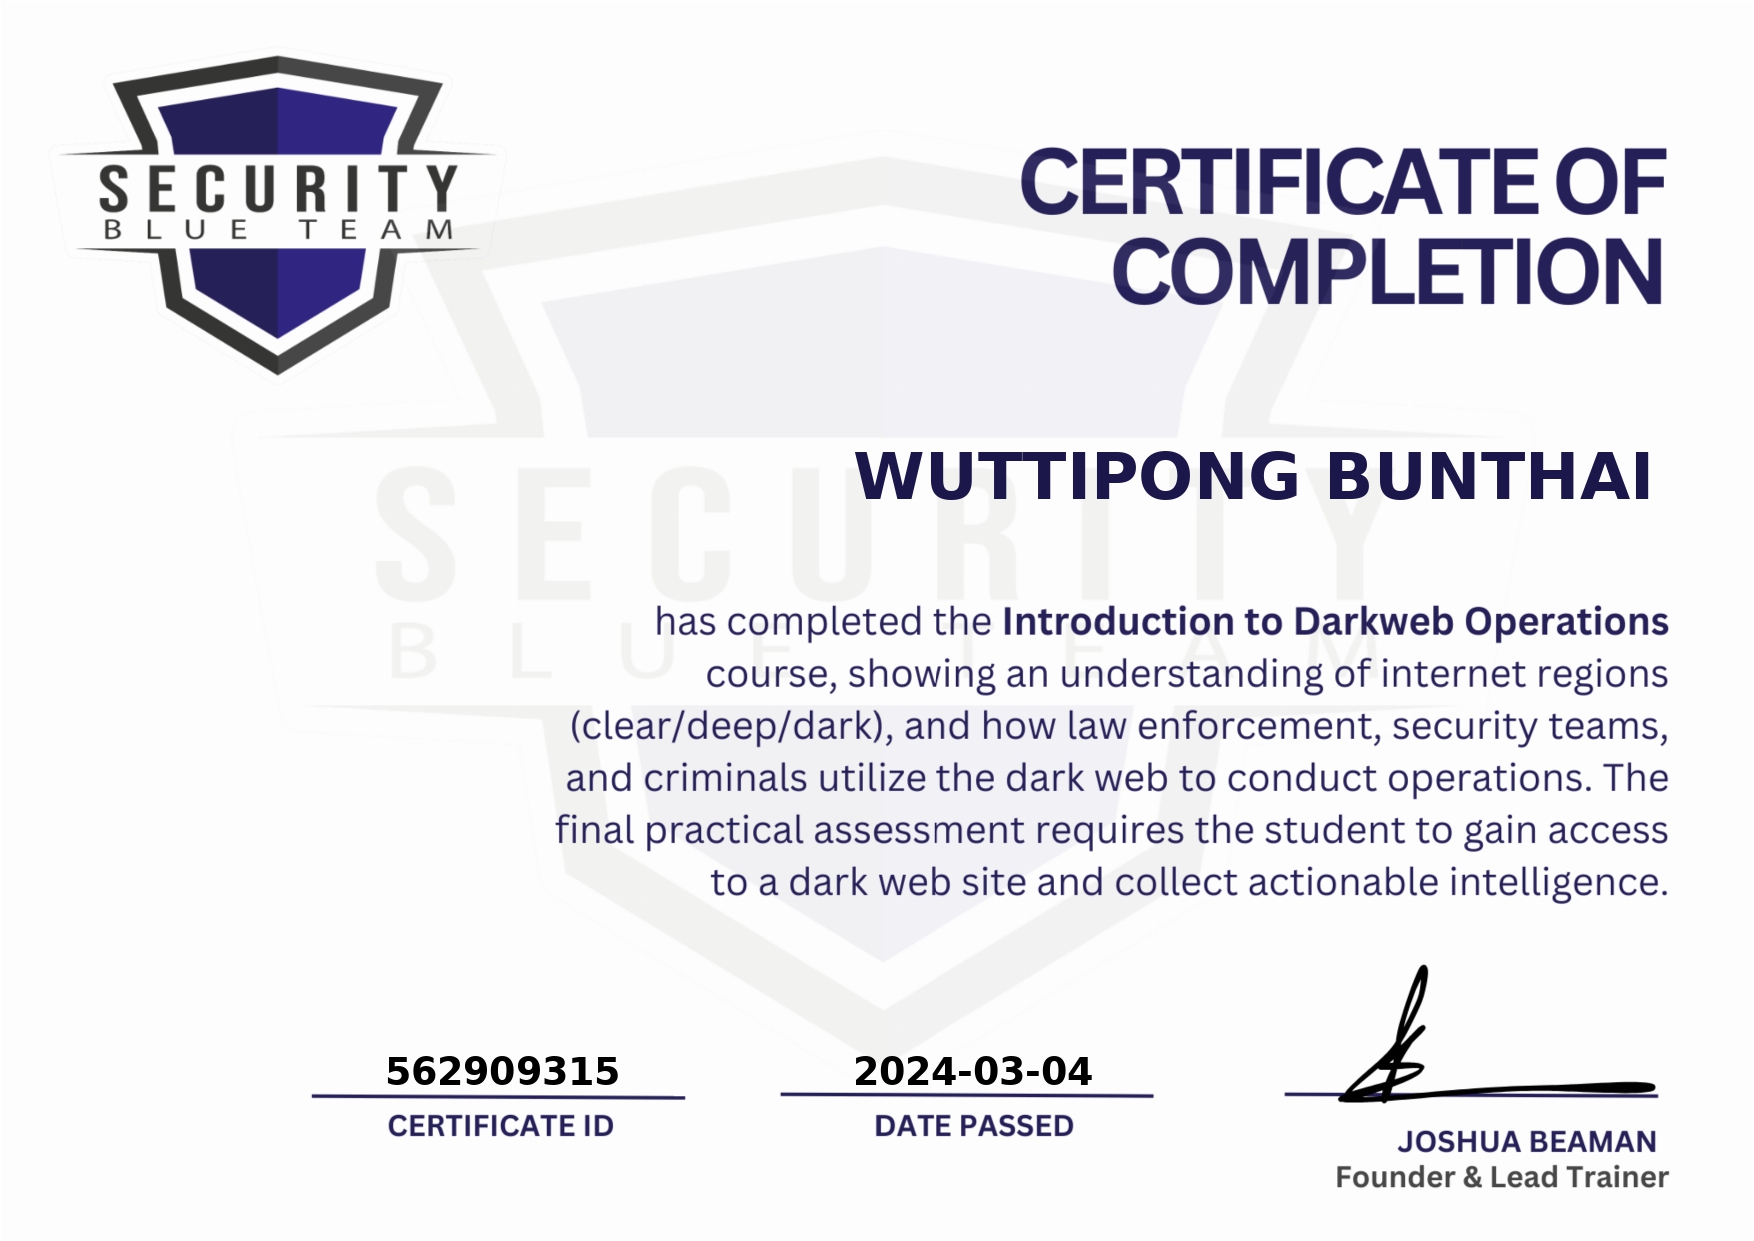 SECURITY
BLUE TEAM
CERTIFICATE OF
COMPLETION
WUTTIPONG BUNTHAI
SECURITY
BLUE TEAM
has completed the Introduction to Darkweb Operations
course, showing an understanding of internet regions
(clear/deep/dark), and how law enforcement, security teams,
and criminals utilize the dark web to conduct operations. The
final practical assessment requires the student to gain access
to a dark web site and collect actionable intelligence.
562909315
CERTIFICATE ID
2024-03-04
DATE PASSED
JOSHUA BEAMAN
Founder & Lead Trainer